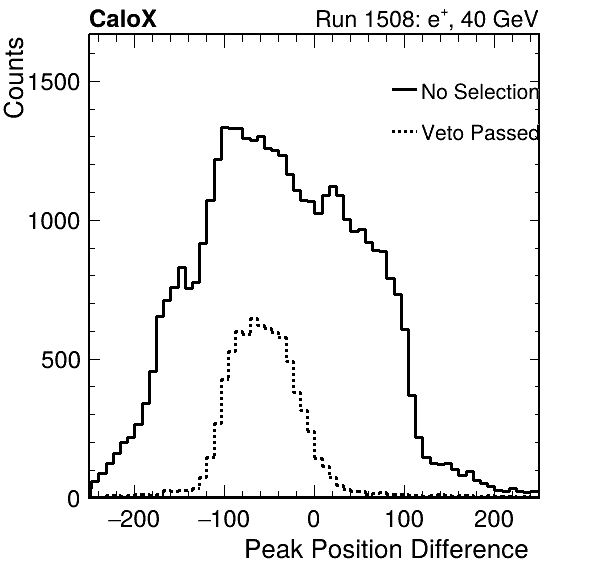 CaloX Run 1508: e⁺, 40 GeV
Counts
1500
1000
500
0
No Selection
Veto Passed
−200 −100 0 100 200
Peak Position Difference